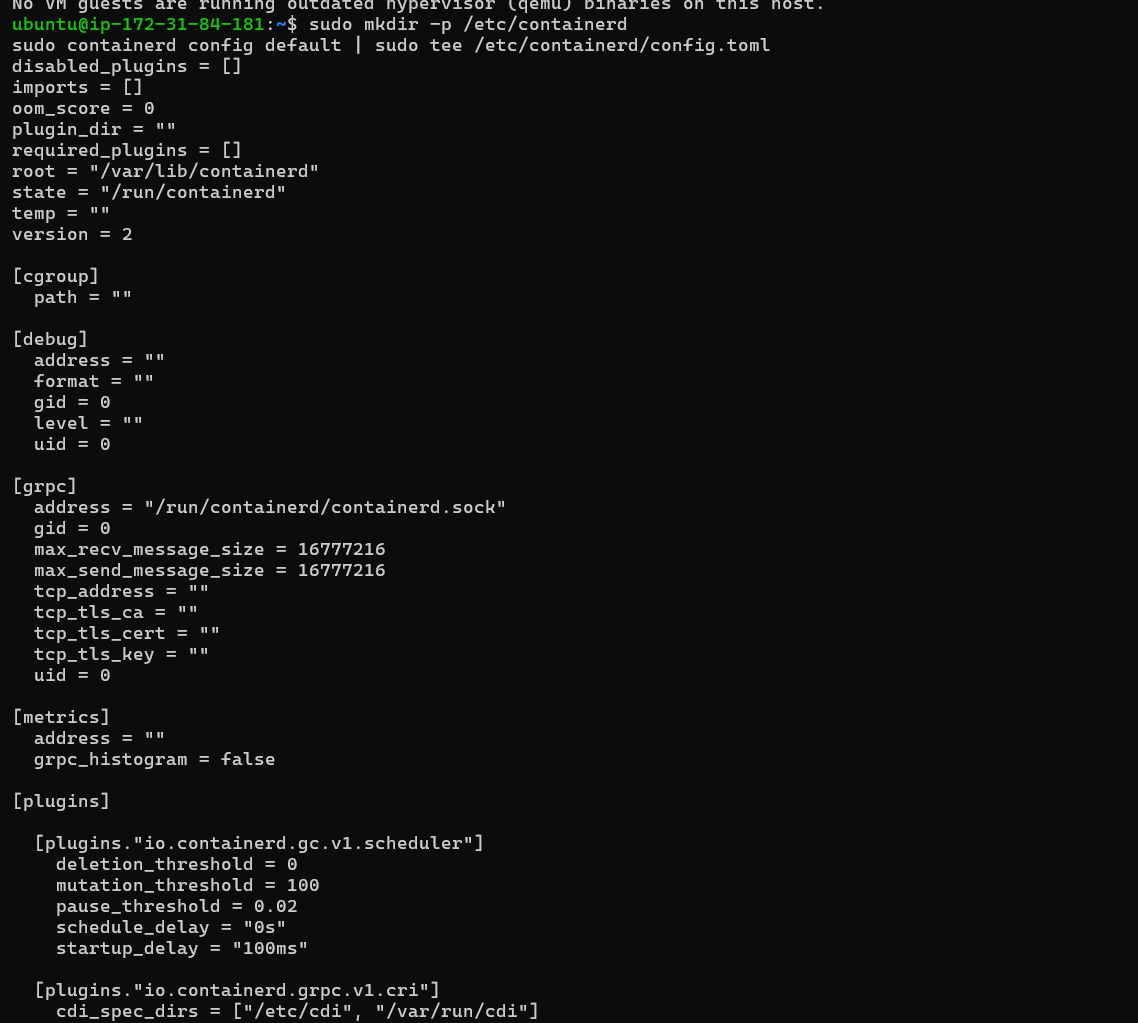 No VM guests are running outdated hypervisor (qemu) binaries on this host.
ubuntu@ip-172-31-84-181:~$ sudo mkdir -p /etc/containerd
sudo containerd config default | sudo tee /etc/containerd/config.toml
disabled_plugins = []
imports = []
oom_score = 0
plugin_dir = ""
required_plugins = []
root = "/var/lib/containerd"
state = "/run/containerd"
temp = ""
version = 2

[cgroup]
  path = ""

[debug]
  address = ""
  format = ""
  gid = 0
  level = ""
  uid = 0

[grpc]
  address = "/run/containerd/containerd.sock"
  gid = 0
  max_recv_message_size = 16777216
  max_send_message_size = 16777216
  tcp_address = ""
  tcp_tls_ca = ""
  tcp_tls_cert = ""
  tcp_tls_key = ""
  uid = 0

[metrics]
  address = ""
  grpc_histogram = false

[plugins]

  [plugins."io.containerd.gc.v1.scheduler"]
    deletion_threshold = 0
    mutation_threshold = 100
    pause_threshold = 0.02
    schedule_delay = "0s"
    startup_delay = "100ms"

  [plugins."io.containerd.grpc.v1.cri"]
    cdi_spec_dirs = ["/etc/cdi", "/var/run/cdi"]